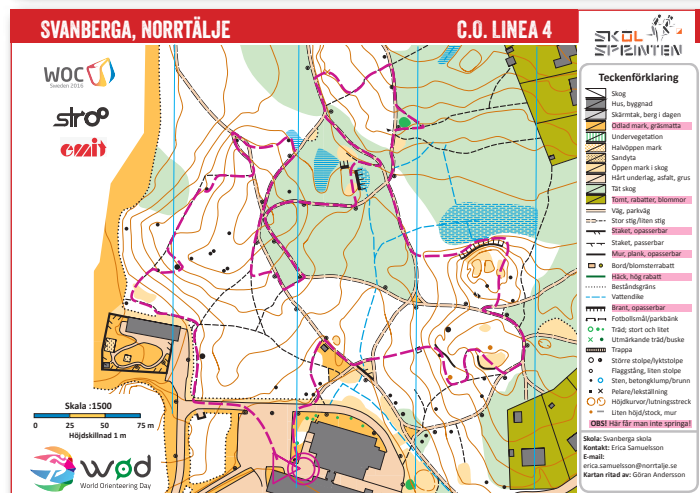 SVANBERGA, NORRTÄLJE
C.O. LINEA 4
SKOL
SPRINTEN
WOC
Sweden 2016
stroo
emit
Teckenförklaring
Skog
Hus, byggnad
Skärmtak, berg i dagen
Odlad mark, gräsmatta
Undervegetation
Halvöppen mark
Sandyta
Öppen mark i skog
Hårt underlag, asfalt, grus
Tät skog
Tomt, rabatter, blommor
Väg, parkväg
Stor stig/liten stig
Staket, opasserbar
Staket, passerbar
Mur, plank, opasserbar
Bord/blomsterrabatt
Häck, hög rabatt
Beståndsgräns
Vattendike
Brant, opasserbar
Fotbollsmål/parkbänk
Träd; stort och litet
Utmärkande träd/buske
Trappa
Större stolpe/lyktstolpe
Flaggstång, liten stolpe
Sten, betongklump/brunn
Pelare/lekställning
Höjdkurvor/lutningsstreck
Liten höjd/stock, mur
OBS! Här får man inte springa!
Skola: Svanberga skola
Kontakt: Erica Samuelsson
E-mail:
erica.samuelsson@norrtalje.se
Kartan ritad av: Göran Andersson
Skala :1500
0 25 50 75 m
Höjdskillnad 1 m
wod
World Orienteering Day